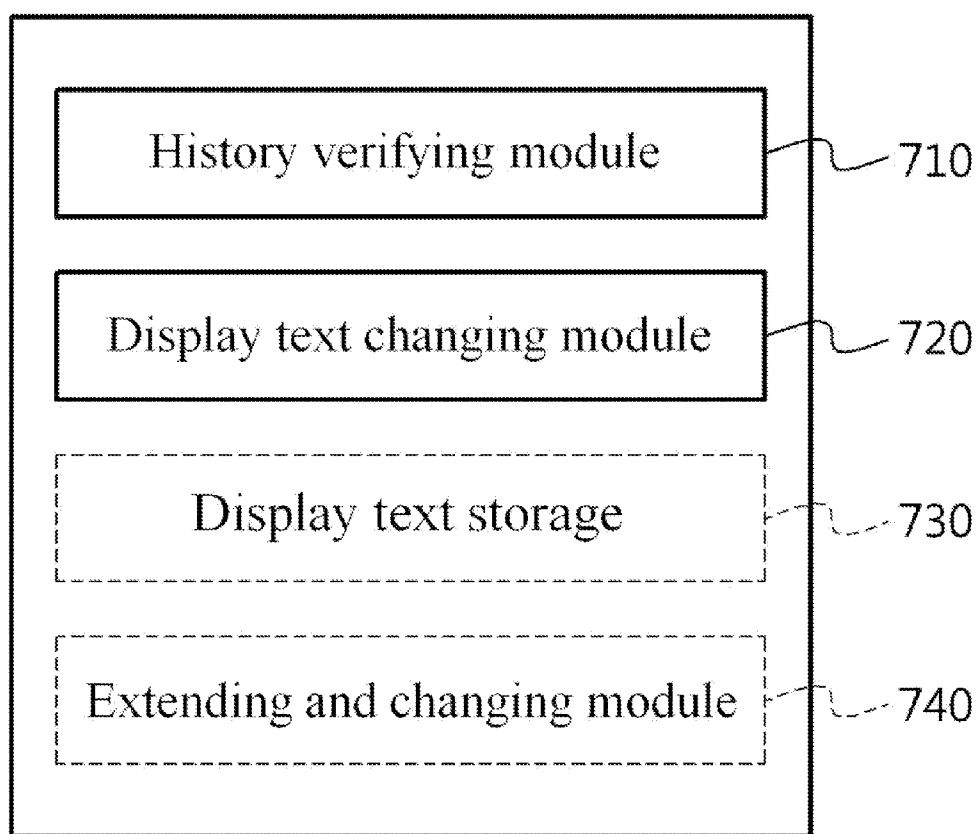 History verifying module
710
Display text changing module
720
Display text storage
730
Extending and changing module
740